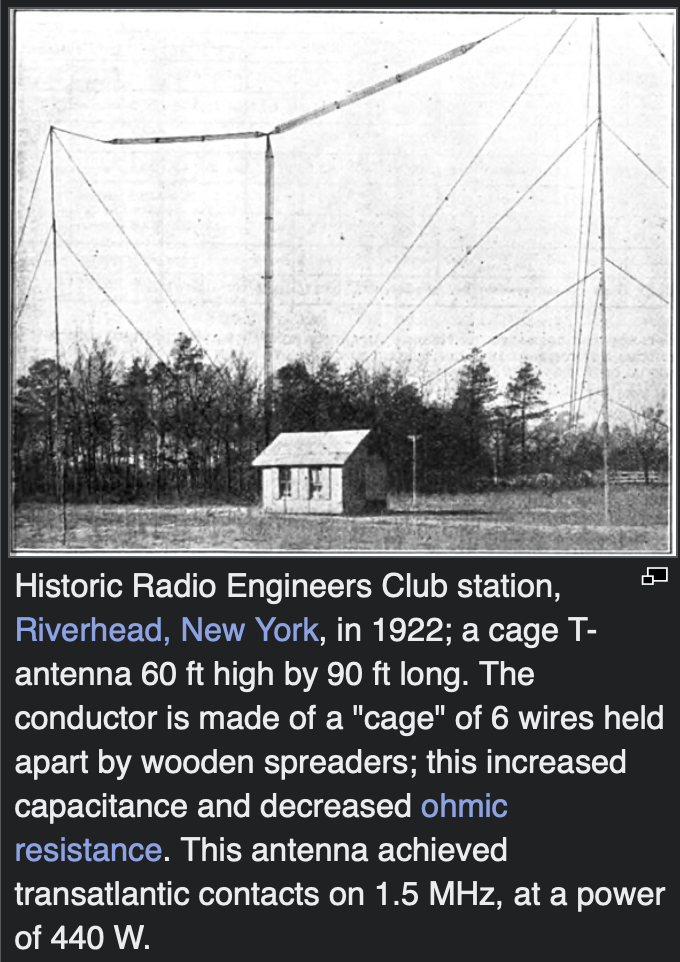 Historic Radio Engineers Club station,
Riverhead, New York, in 1922; a cage T-
antenna 60 ft high by 90 ft long. The
conductor is made of a "cage" of 6 wires held
apart by wooden spreaders; this increased
capacitance and decreased ohmic
resistance. This antenna achieved
transatlantic contacts on 1.5 MHz, at a power
of 440 W.